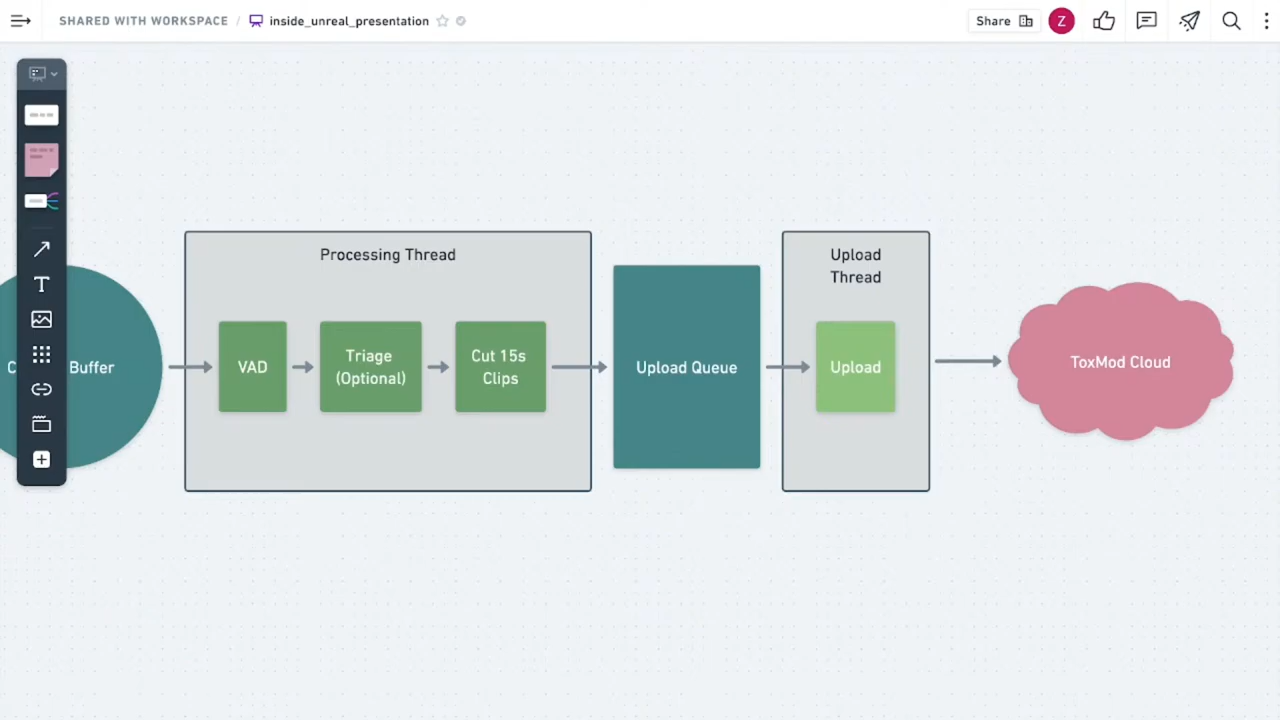 SHARED WITH WORKSPACE / inside_unreal_presentation
Share
Z
T
Processing Thread
Upload
Thread
Buffer
VAD
Triage
(Optional)
Cut 15s
Clips
Upload Queue
Upload
ToxMod Cloud